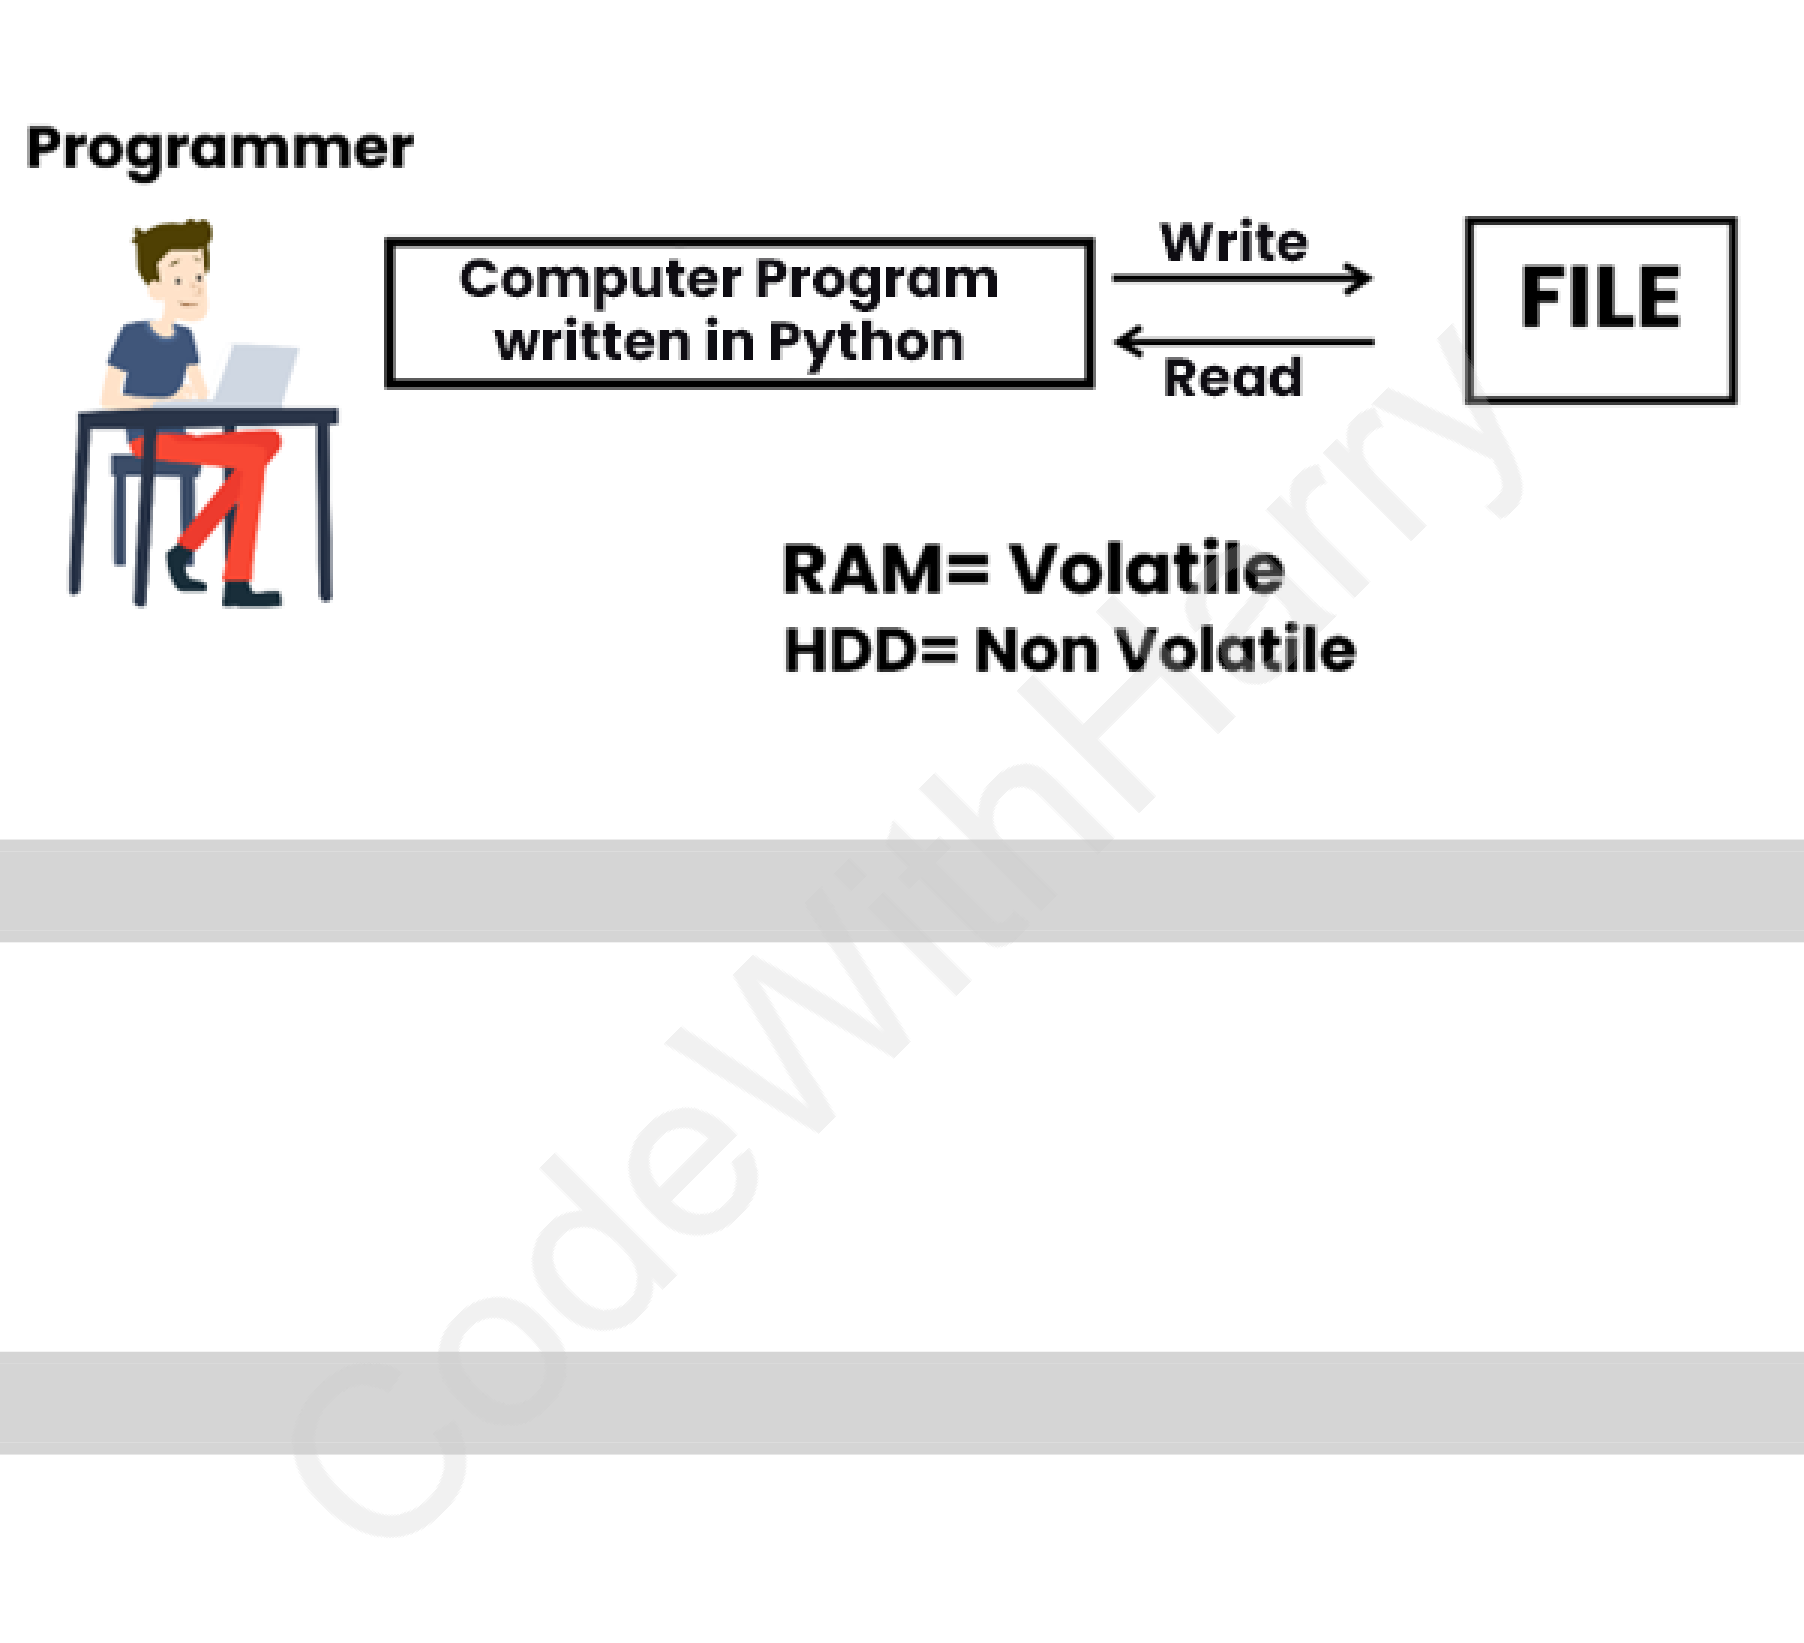 Programmer
Computer Program
written in Python
Write
Read
FILE
RAM= Volatile
HDD= Non Volatile
CodeWithHarry